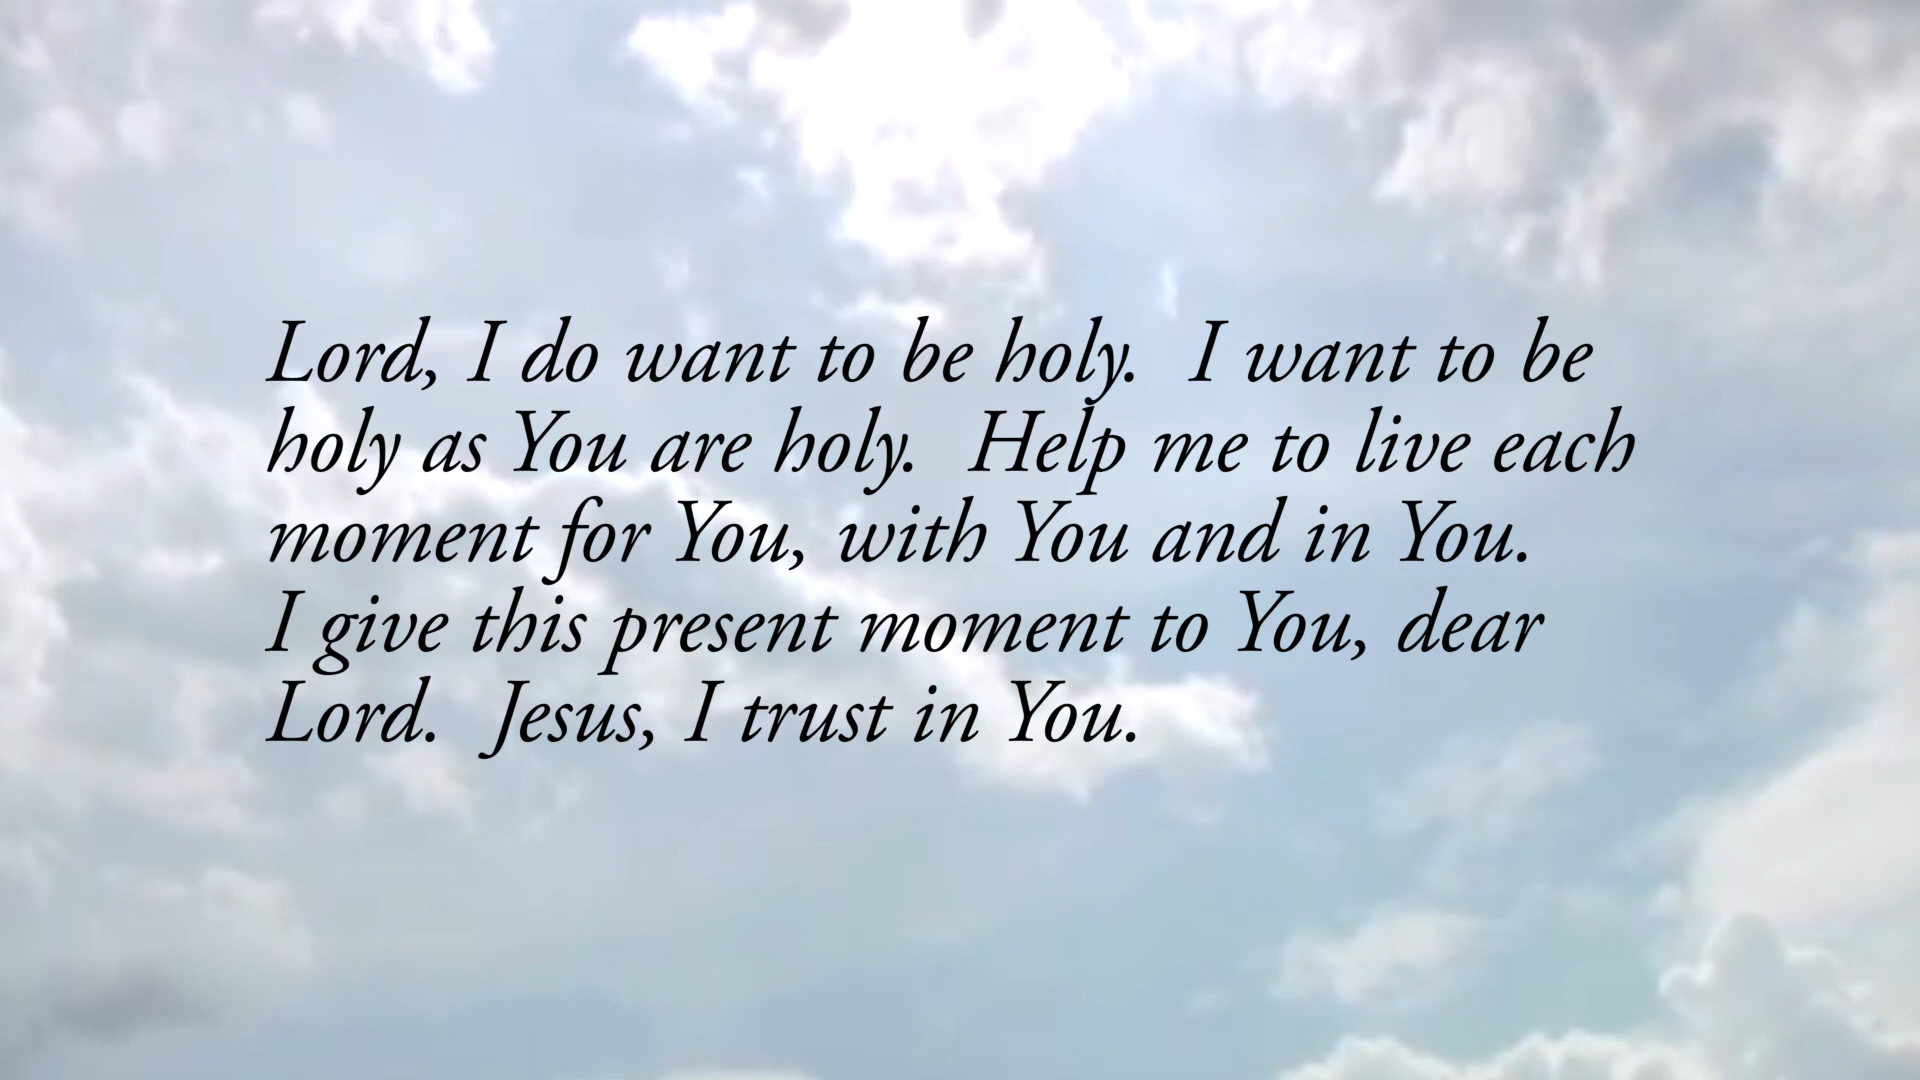 Lord, I do want to be holy.  I want to be
holy as You are holy.  Help me to live each
moment for You, with You and in You.
I give this present moment to You, dear
Lord.  Jesus, I trust in You.